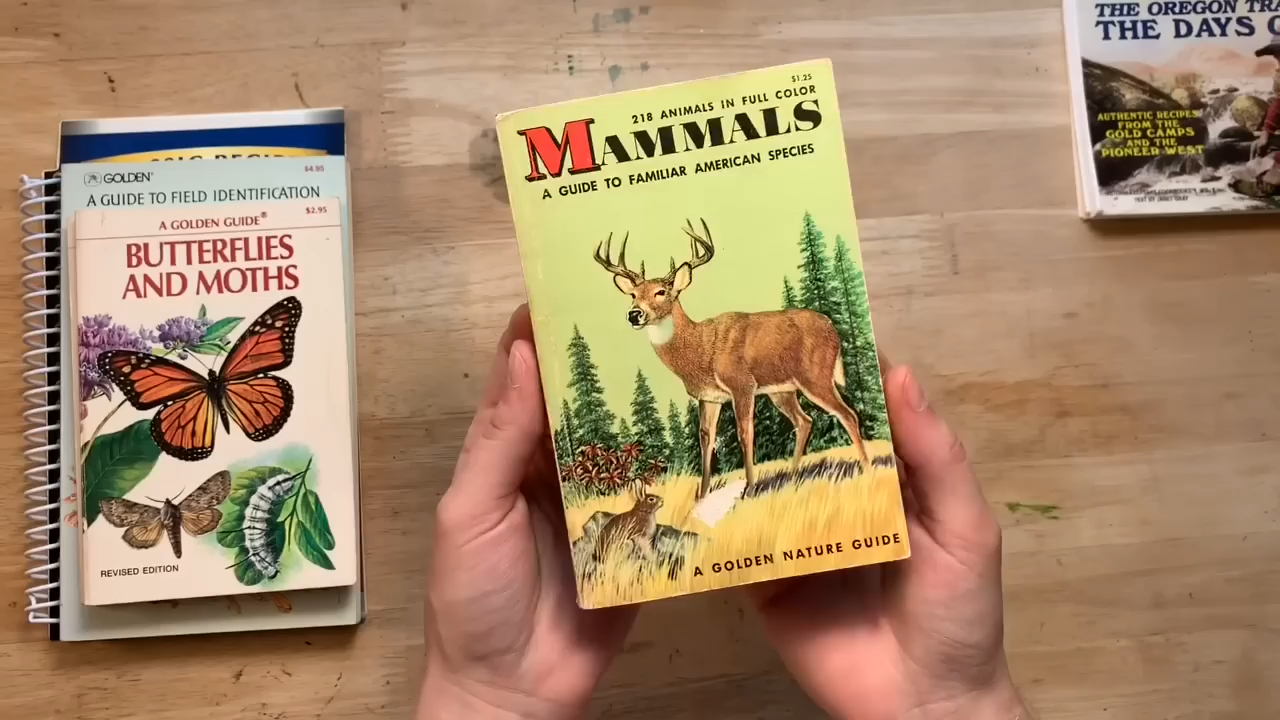 GOLDEN®
$4.95
A GUIDE TO FIELD IDENTIFICATION
A GOLDEN GUIDE®
$2.95
BUTTERFLIES
AND MOTHS
REVISED EDITION
$1.25
218 ANIMALS IN FULL COLOR
MAMMALS
A GUIDE TO FAMILIAR AMERICAN SPECIES
A GOLDEN NATURE GUIDE
THE OREGON
THE DAYS
AUTHENTIC RECIPES
FROM THE
GOLD CAMPS
AND THE
PIONEER WEST